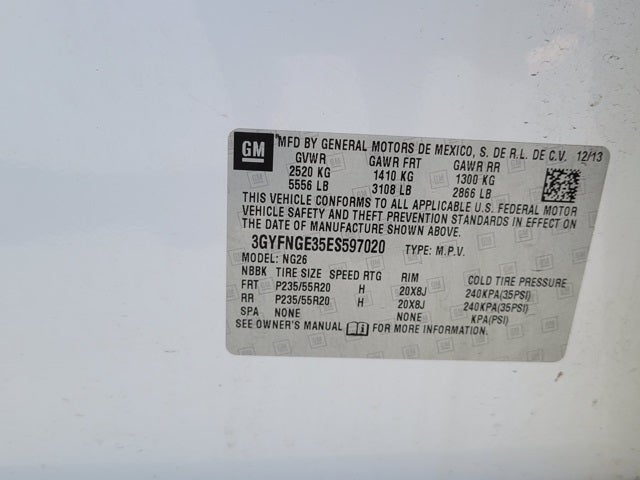 GM MFD BY GENERAL MOTORS DE MEXICO, S. DE R.L. DE C.V. 12/13
GVWR GAWR FRT GAWR RR
2520 KG 1410 KG 1300 KG
5556 LB 3108 LB 2866 LB
THIS VEHICLE CONFORMS TO ALL APPLICABLE U.S. FEDERAL MOTOR
VEHICLE SAFETY AND THEFT PREVENTION STANDARDS IN EFFECT ON
THE DATE OF MANUFACTURE SHOWN ABOVE.
3GYFNGE35ES597020 TYPE: M.P.V.
MODEL: NG26
NBBK TIRE SIZE SPEED RTG RIM COLD TIRE PRESSURE
FRT P235/55R20 H 20X8J 240KPA(35PSI)
RR P235/55R20 H 20X8J 240KPA(35PSI)
SPA NONE NONE KPA(PSI)
SEE OWNER'S MANUAL FOR MORE INFORMATION